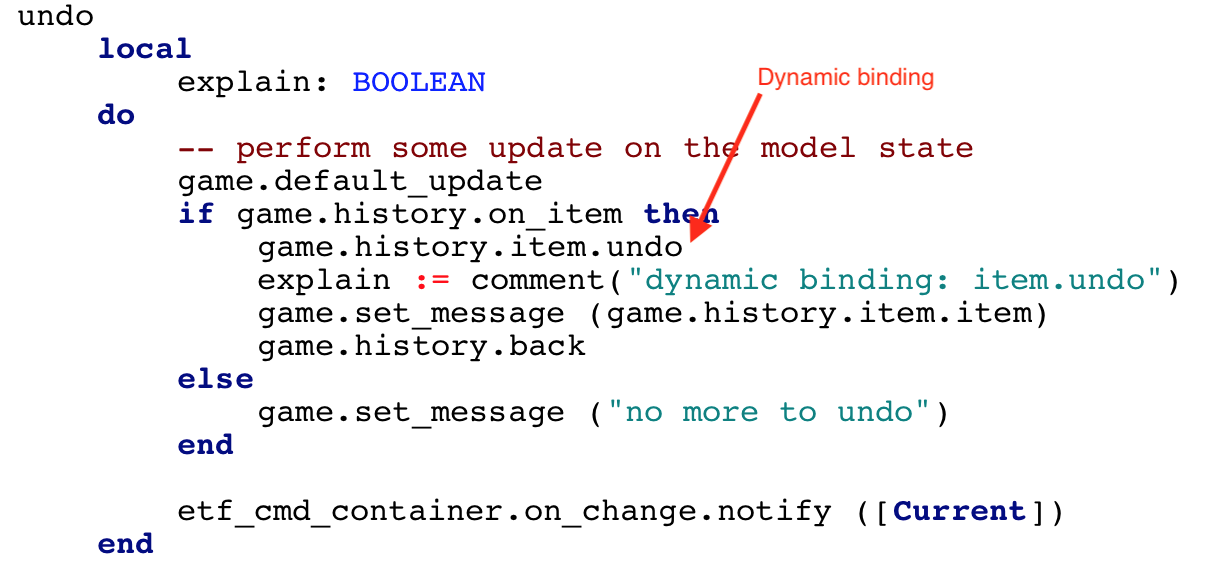 undo
local
explain: BOOLEAN
Dynamic binding
do
-- perform some update on the model state
game.default_update
if game.history.on_item then
game.history.item.undo
explain := comment("dynamic binding: item.undo")
game.set_message (game.history.item.item)
game.history.back
else
game.set_message ("no more to undo")
end
etf_cmd_container.on_change.notify ([Current])
end